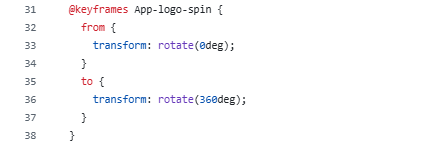 31 @keyframes App-logo-spin {
32 from {
33 transform: rotate(0deg);
34 }
35 to {
36 transform: rotate(360deg);
37 }
38 }